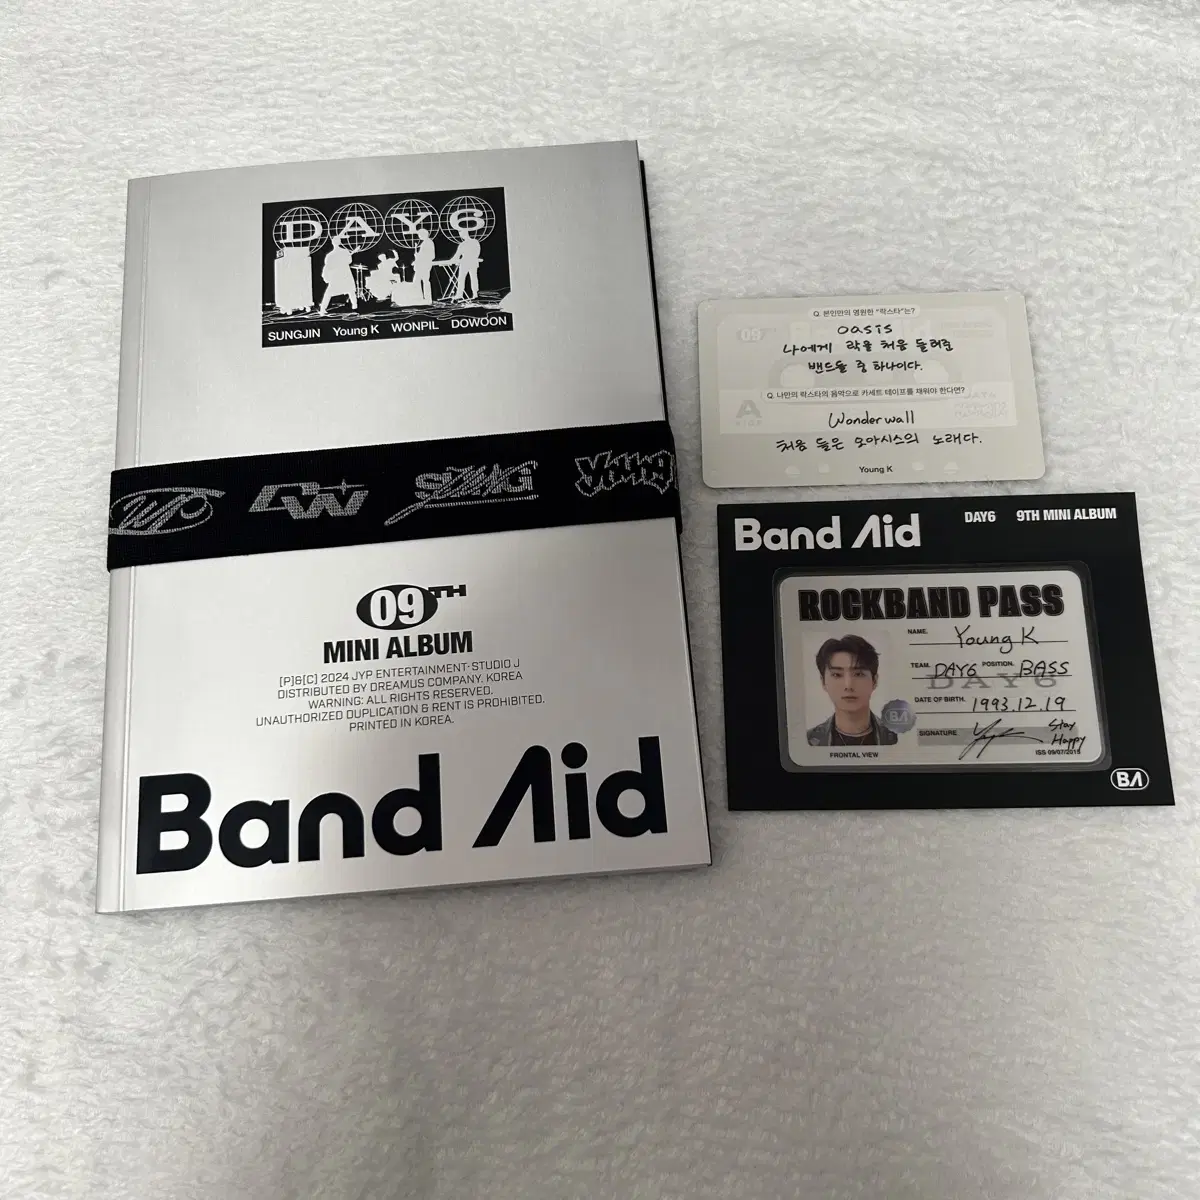 DAY6
SUNGJIN Young K WONPIL DOWOON
Young
09TH
MINI ALBUM
[P]&[C] 2024 JYP ENTERTAINMENT·STUDIO J
DISTRIBUTED BY DREAMUS COMPANY. KOREA
WARNING: ALL RIGHTS RESERVED.
UNAUTHORIZED DUPLICATION & RENT IS PROHIBITED.
PRINTED IN KOREA.
Band Aid
Q. 본인만의 영원한 "락스타"는?
oasis
나에게 락을 처음 들려준
밴드들 중 하나이다.
Q. 나만의 락스타의 음악으로 카세트 테이프를 채워야 한다면?
Wonderwall
처음 들은 오아시스의 노래다.
Young K
Band Aid DAY6 9TH MINI ALBUM
ROCKBAND PASS
NAME. Young K
TEAM. DAY6 POSITION. BASS
DAY6
DATE OF BIRTH. 1993.12.19
SIGNATURE Stay
Happy
FRONTAL VIEW ISS 09/07/2015
BA
BA